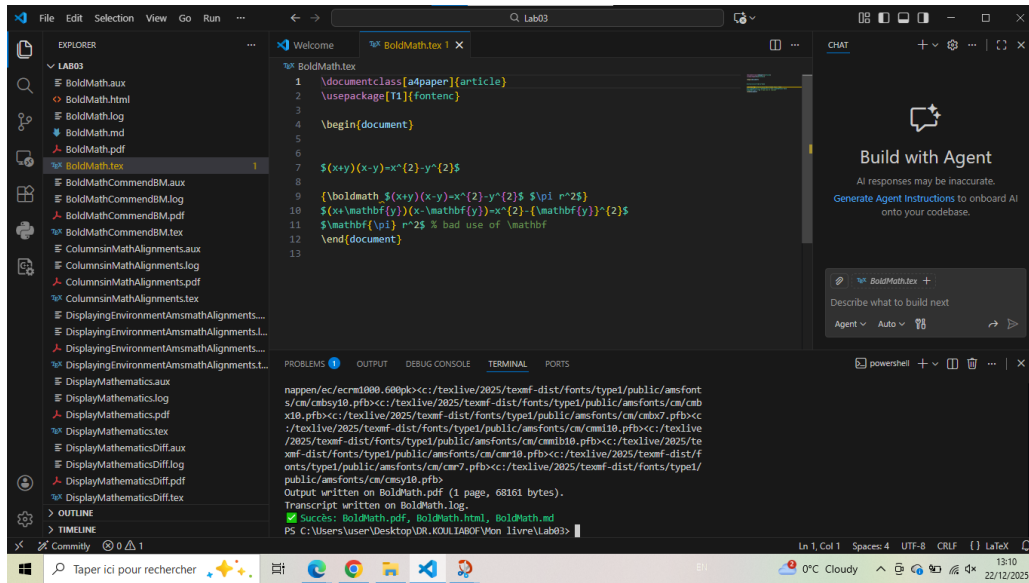 File Edit Selection View Go Run ··· ← → Lab03
EXPLORER ···
LAB03
BoldMath.aux
BoldMath.html
BoldMath.log
BoldMath.md
BoldMath.pdf
BoldMath.tex 1
BoldMathCommendBM.aux
BoldMathCommendBM.log
BoldMathCommendBM.pdf
BoldMathCommendBM.tex
ColumnsinMathAlignments.aux
ColumnsinMathAlignments.log
ColumnsinMathAlignments.pdf
ColumnsinMathAlignments.tex
DisplayingEnvironmentAmsmathAlignments....
DisplayingEnvironmentAmsmathAlignments.l...
DisplayingEnvironmentAmsmathAlignments....
DisplayingEnvironmentAmsmathAlignments.t...
DisplayMathematics.aux
DisplayMathematics.log
DisplayMathematics.pdf
DisplayMathematics.tex
DisplayMathematicsDiff.aux
DisplayMathematicsDiff.log
DisplayMathematicsDiff.pdf
DisplayMathematicsDiff.tex
OUTLINE
TIMELINE
Welcome TEX BoldMath.tex 1
TEX BoldMath.tex
1 \documentclass[a4paper]{article}
2 \usepackage[T1]{fontenc}
3
4 \begin{document}
5
6
7 $(x+y)(x-y)=x^{2}-y^{2}$
8
9 {\boldmath $(x+y)(x-y)=x^{2}-y^{2}$ $\pi r^2$}
10 $(x+\mathbf{y})(x-\mathbf{y})=x^{2}-{\mathbf{y}}^{2}$
11 $\mathbf{\pi} r^2$ % bad use of \mathbf
12 \end{document}
13
CHAT
Build with Agent
AI responses may be inaccurate.
Generate Agent Instructions to onboard AI
onto your codebase.
TEX BoldMath.tex
Describe what to build next
Agent Auto
PROBLEMS 1 OUTPUT DEBUG CONSOLE TERMINAL PORTS powershell
nappen/ec/ecrm1000.600pk><c:/texlive/2025/texmf-dist/fonts/type1/public/amsfont
s/cm/cmbsy10.pfb><c:/texlive/2025/texmf-dist/fonts/type1/public/amsfonts/cm/cmb
x10.pfb><c:/texlive/2025/texmf-dist/fonts/type1/public/amsfonts/cm/cmbx7.pfb><c
:/texlive/2025/texmf-dist/fonts/type1/public/amsfonts/cm/cmmi10.pfb><c:/texlive
/2025/texmf-dist/fonts/type1/public/amsfonts/cm/cmmib10.pfb><c:/texlive/2025/te
xmf-dist/fonts/type1/public/amsfonts/cm/cmr10.pfb><c:/texlive/2025/texmf-dist/f
onts/type1/public/amsfonts/cm/cmr7.pfb><c:/texlive/2025/texmf-dist/fonts/type1/
public/amsfonts/cm/cmsy10.pfb>
Output written on BoldMath.pdf (1 page, 68161 bytes).
Transcript written on BoldMath.log.
Succès: BoldMath.pdf, BoldMath.html, BoldMath.md
PS C:\Users\user\Desktop\DR.KOULIABOF\Mon livre\Lab03>
Commitly 0 1 Ln 1, Col 1 Spaces: 4 UTF-8 CRLF {} LaTeX
Taper ici pour rechercher EN 2 0°C Cloudy 13:10
22/12/2025